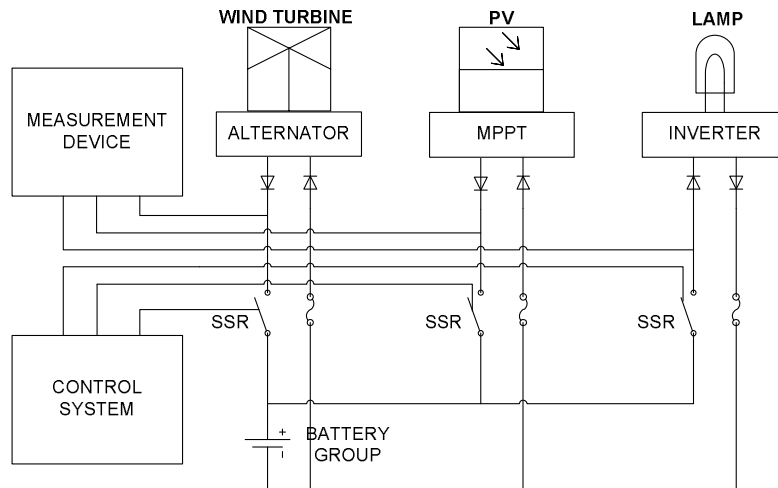 WIND TURBINE
PV
LAMP
MEASUREMENT
DEVICE
ALTERNATOR
MPPT
INVERTER
SSR
SSR
SSR
CONTROL
SYSTEM
+
-
BATTERY
GROUP